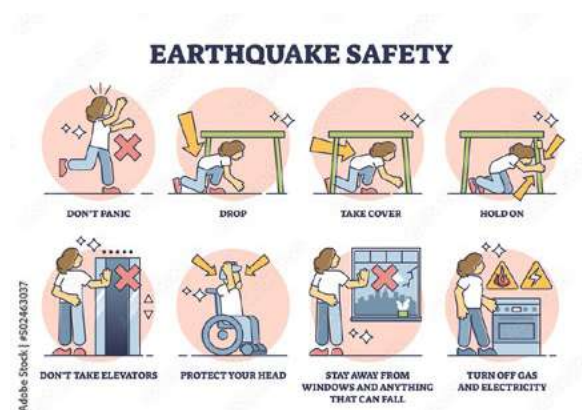 EARTHQUAKE SAFETY
DON'T PANIC
DROP
TAKE COVER
HOLD ON
DON'T TAKE ELEVATORS
PROTECT YOUR HEAD
STAY AWAY FROM
WINDOWS AND ANYTHING
THAT CAN FALL
TURN OFF GAS
AND ELECTRICITY
Adobe Stock | #502463037